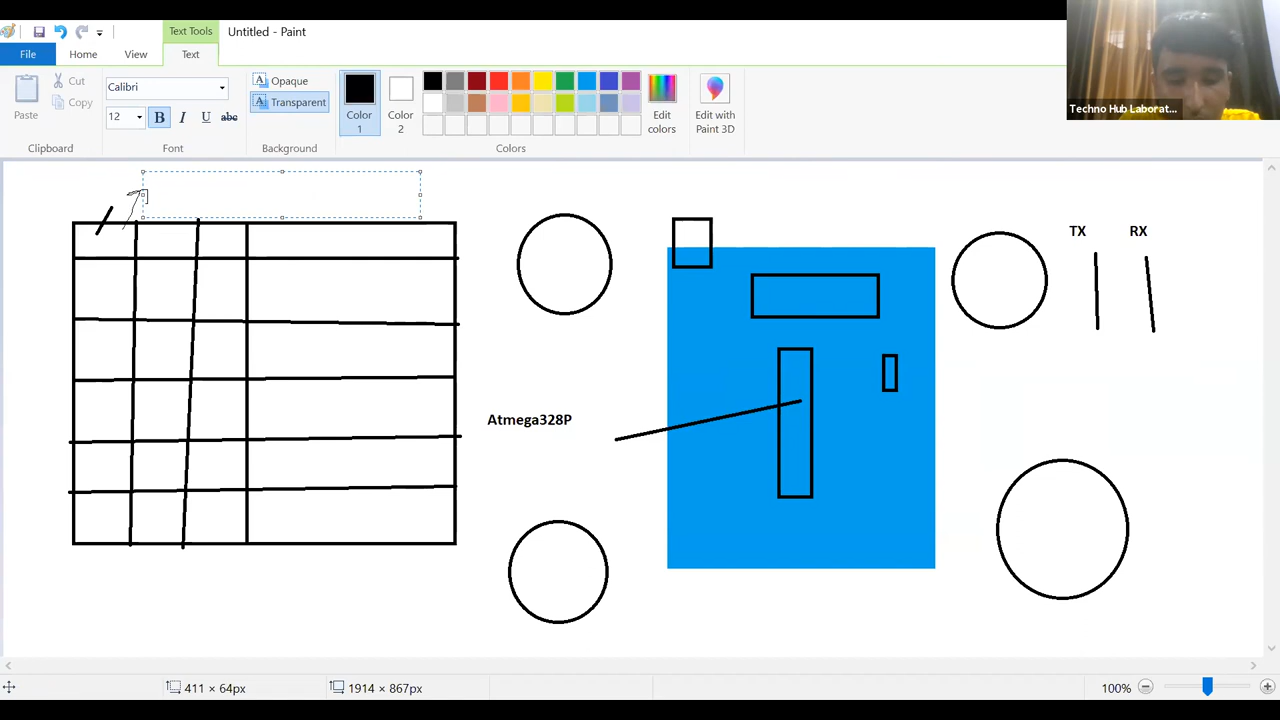 Text Tools
Untitled - Paint
File
Home
View
Text
Paste
Cut
Copy
Clipboard
Calibri
12
B I U abc
Font
Opaque
Transparent
Background
Color 1
Color 2
Edit colors
Edit with Paint 3D
Colors
Techno Hub Laborat...
TX RX
Atmega328P
411 × 64px
1914 × 867px
100%